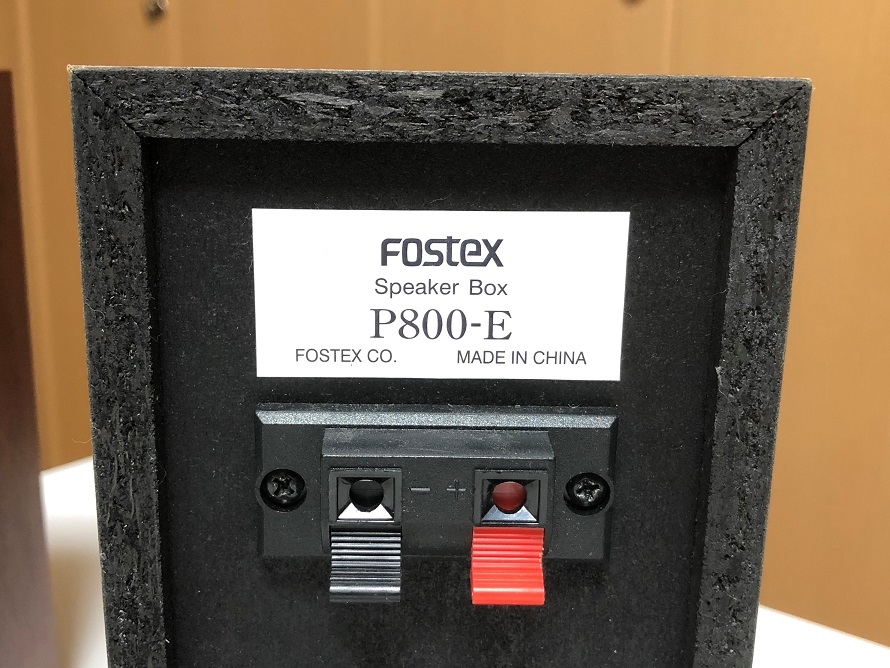 FOSTEX
Speaker Box
P800-E
FOSTEX CO. MADE IN CHINA
− +